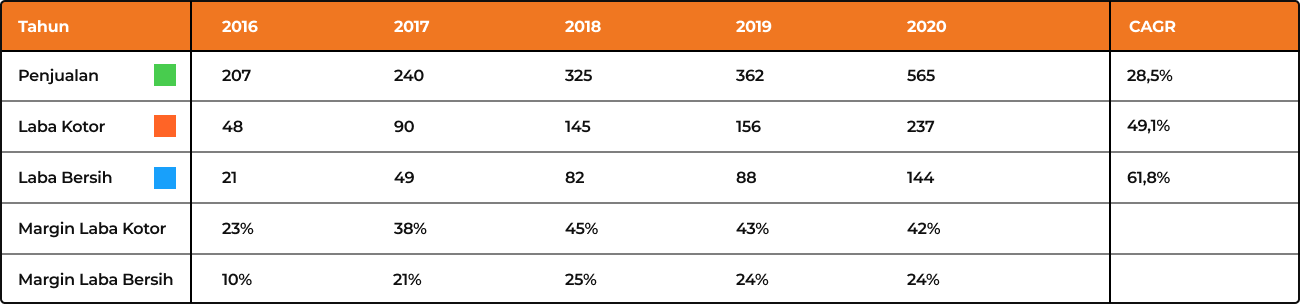 Tahun 2016 2017 2018 2019 2020 CAGR
Penjualan 207 240 325 362 565 28,5%
Laba Kotor 48 90 145 156 237 49,1%
Laba Bersih 21 49 82 88 144 61,8%
Margin Laba Kotor 23% 38% 45% 43% 42%
Margin Laba Bersih 10% 21% 25% 24% 24%